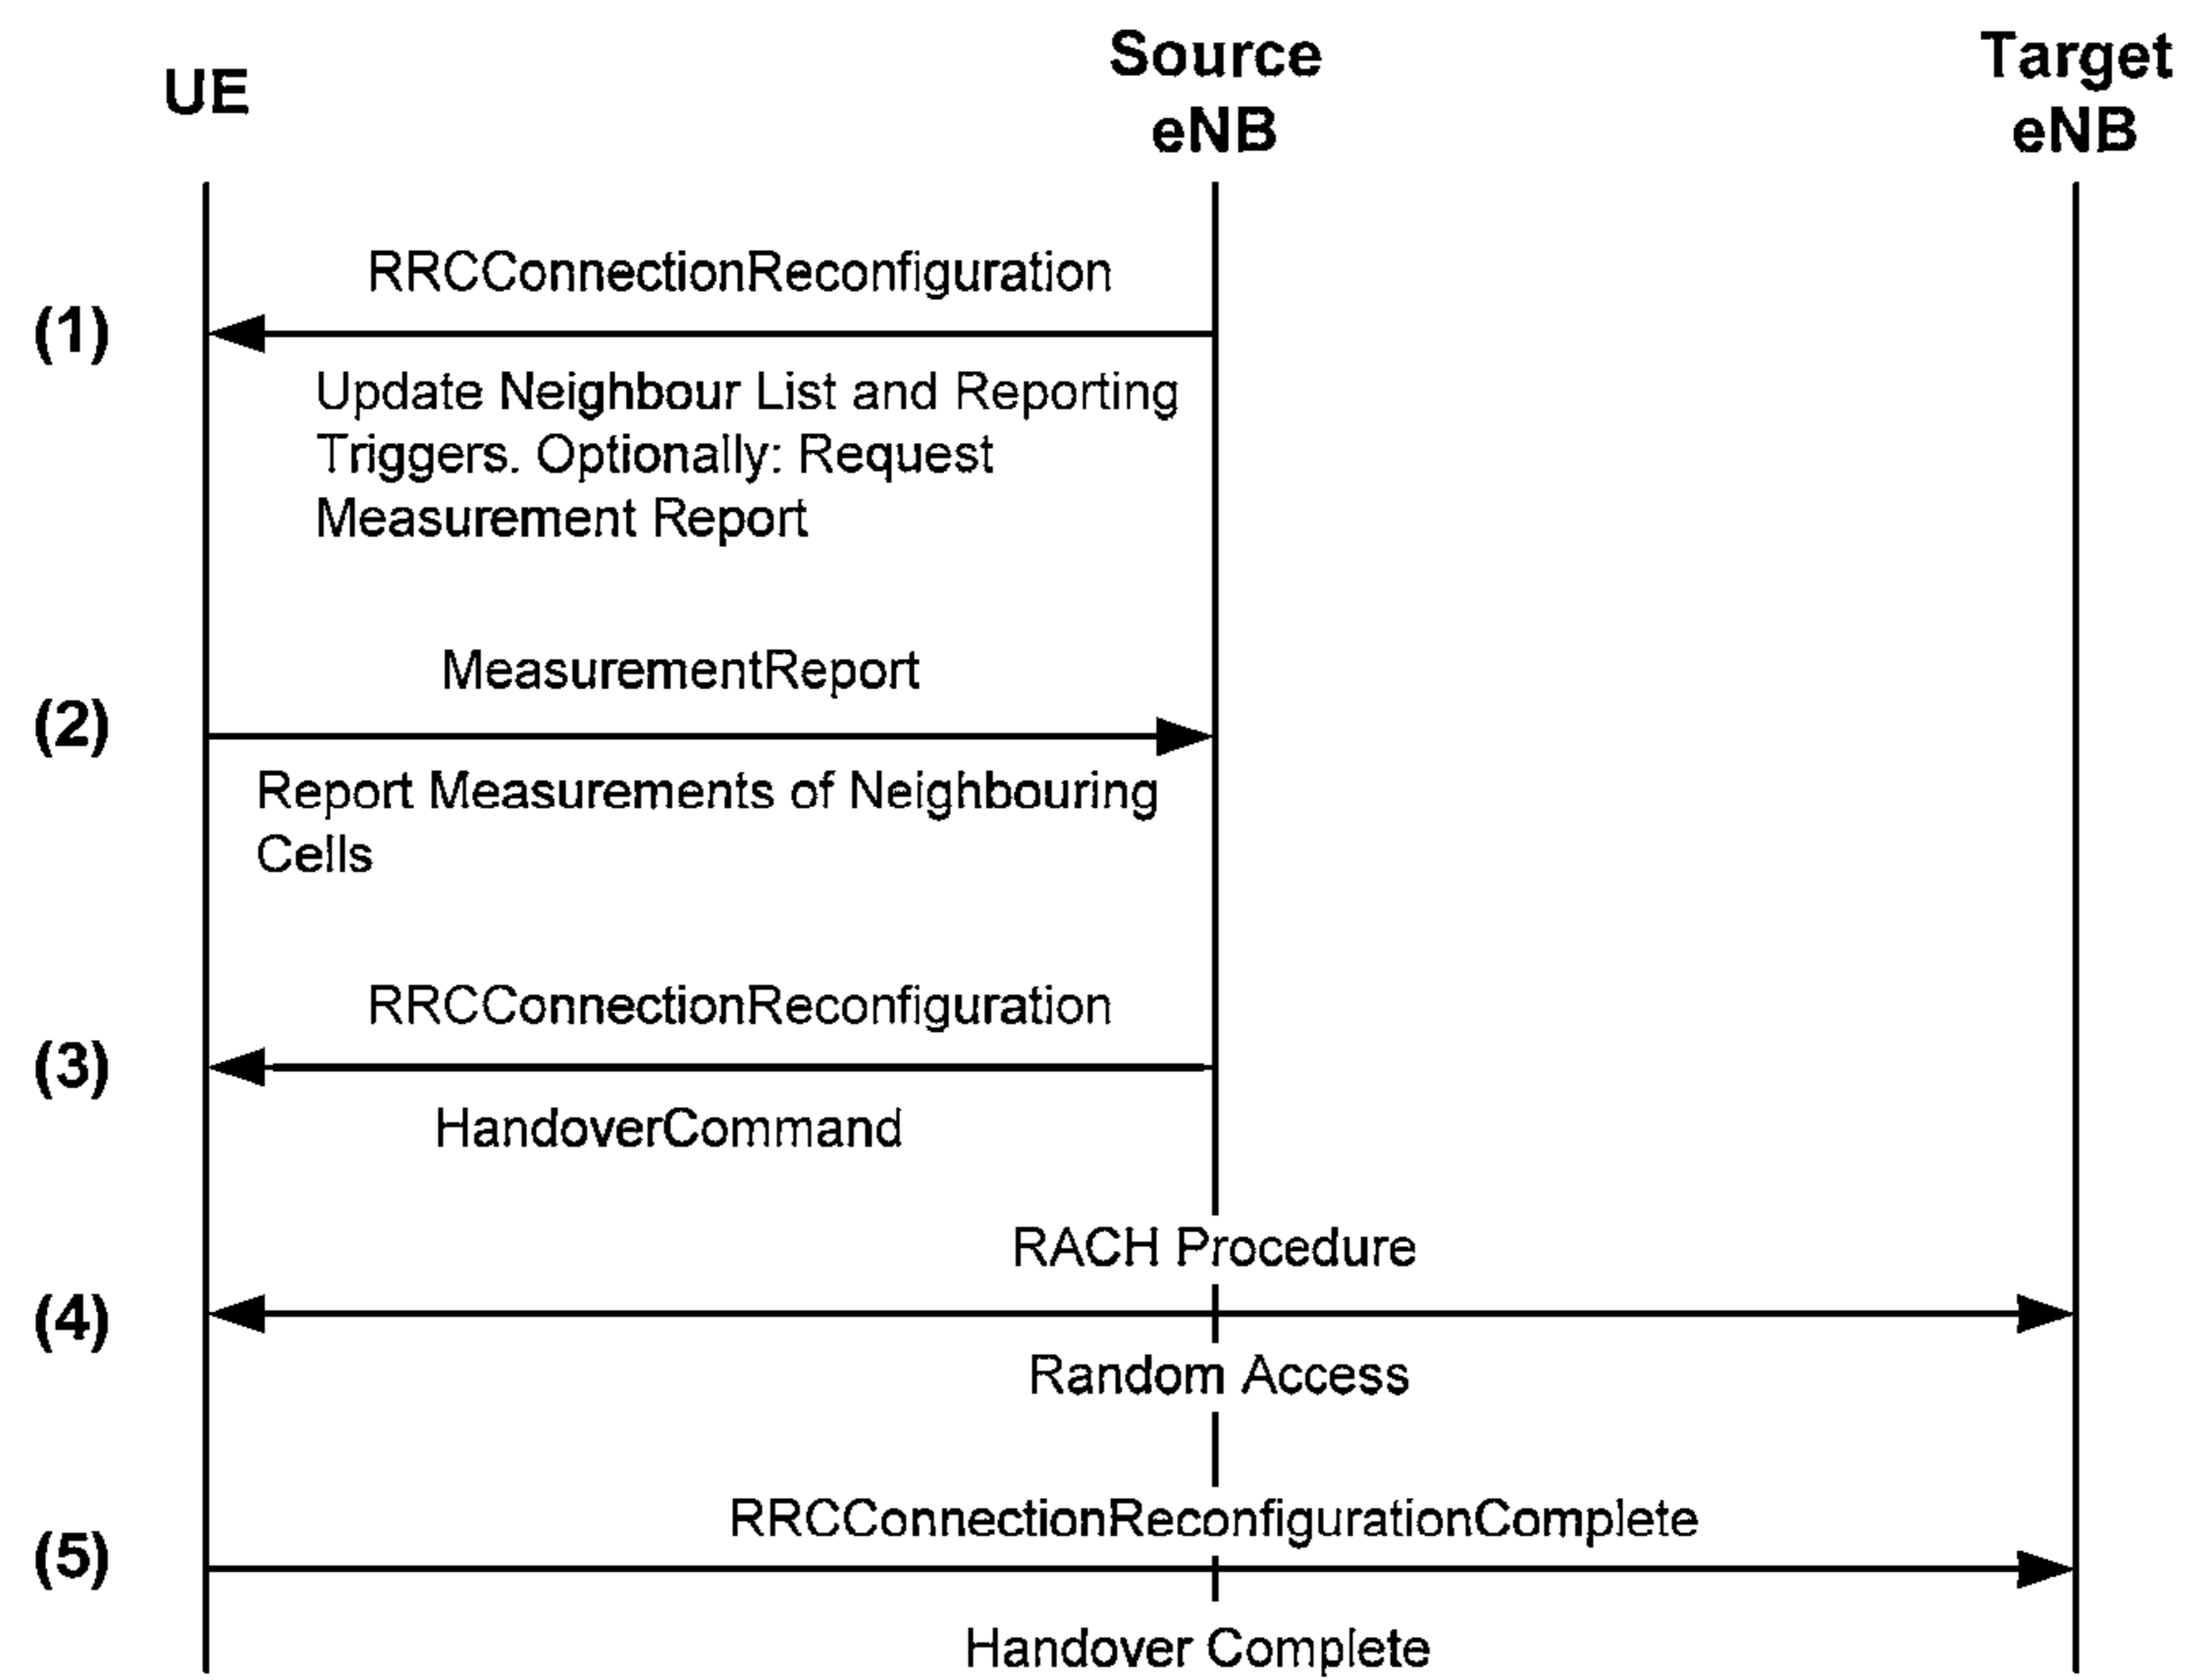 UE
Source
eNB
Target
eNB
RRCConnectionReconfiguration
(1)
Update Neighbour List and Reporting
Triggers. Optionally: Request
Measurement Report
MeasurementReport
(2)
Report Measurements of Neighbouring
Cells
RRCConnectionReconfiguration
(3)
HandoverCommand
RACH Procedure
(4)
Random Access
RRCConnectionReconfigurationComplete
(5)
Handover Complete